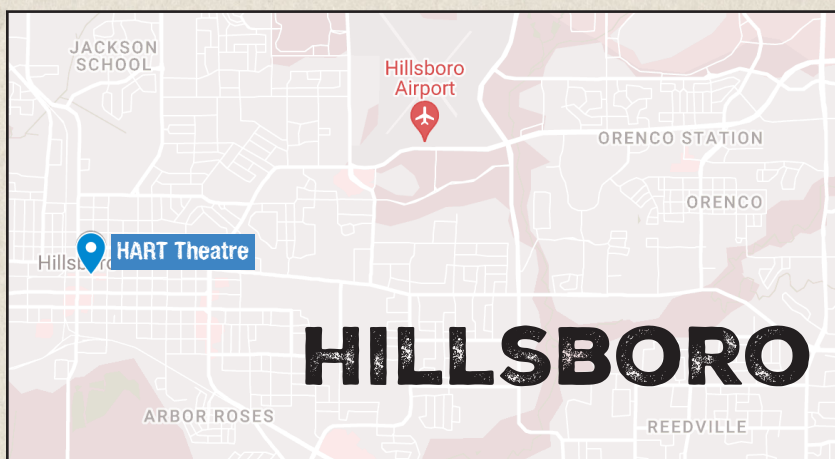 JACKSON
SCHOOL
Hillsboro
Airport
ORENCO STATION
ORENCO
HART Theatre
HILLSBORO
ARBOR ROSES
REEDVILLE